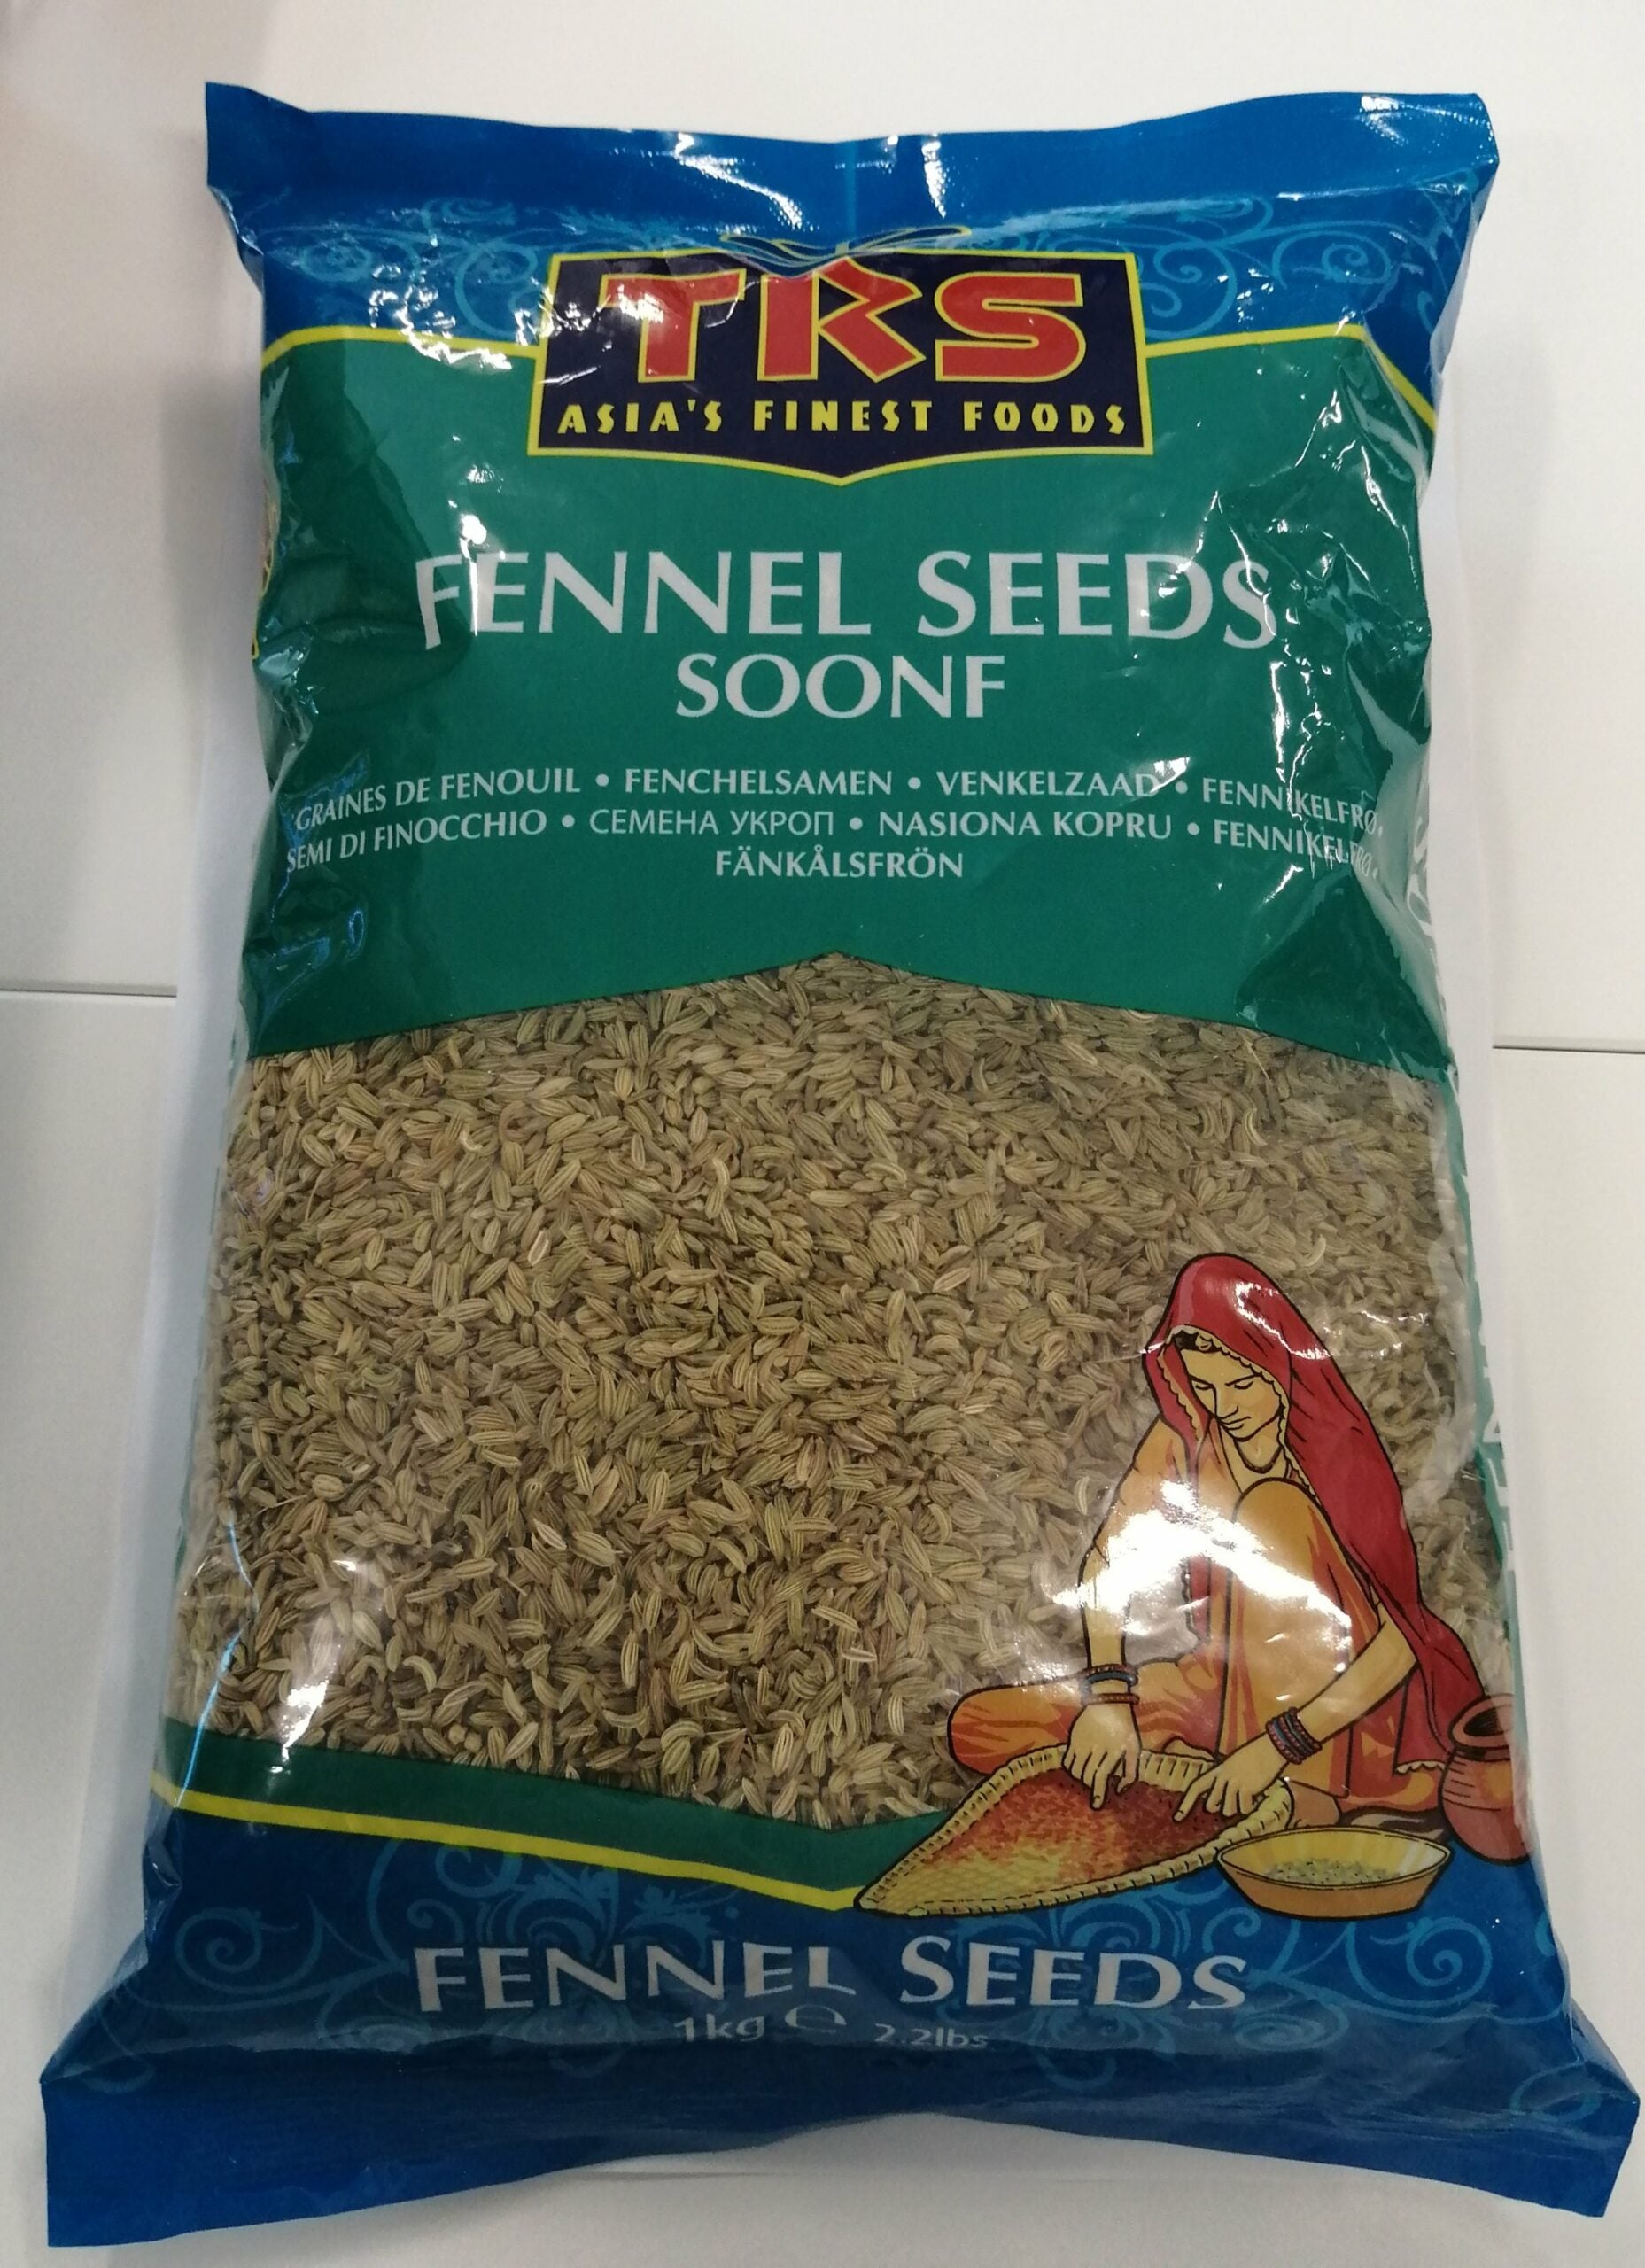 TRS
ASIA'S FINEST FOODS
FENNEL SEEDS
SOONF
GRAINES DE FENOUIL • FENCHELSAMEN • VENKELZAAD • FENNIKELFRØ •
SEMI DI FINOCCHIO • СЕМЕНА УКРОП • NASIONA KOPRU • FENNIKELFRØ •
FÄNKÅLSFRÖN
FENNEL SEEDS
1kg ℮ 2.2lbs